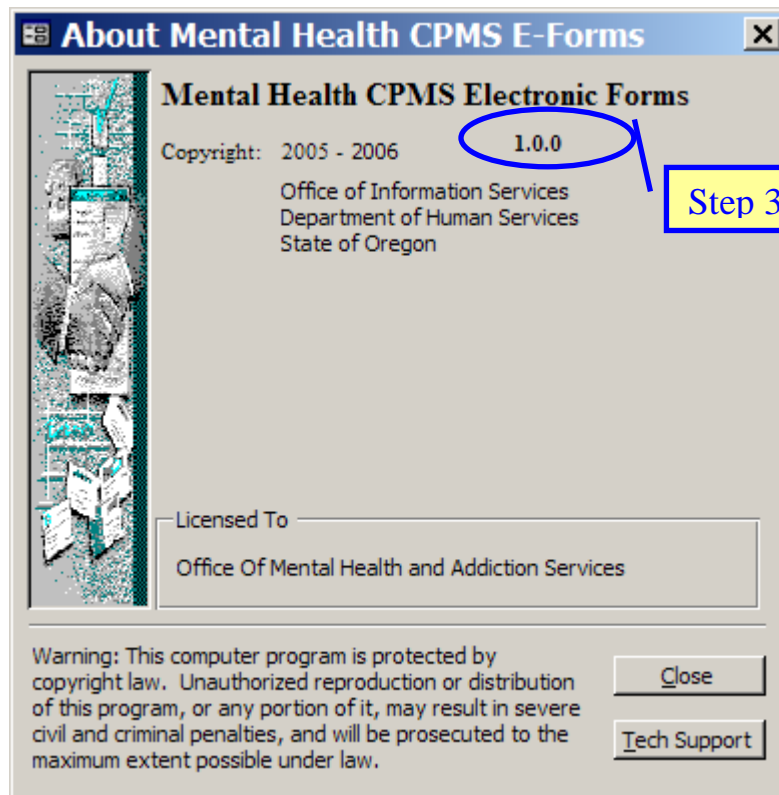 About Mental Health CPMS E-Forms
Mental Health CPMS Electronic Forms
1.0.0
Copyright: 2005 - 2006
Office of Information Services
Department of Human Services
State of Oregon
Step 3
Licensed To
Office Of Mental Health and Addiction Services
Warning: This computer program is protected by
copyright law. Unauthorized reproduction or distribution
of this program, or any portion of it, may result in severe
civil and criminal penalties, and will be prosecuted to the
maximum extent possible under law.
Close
Tech Support